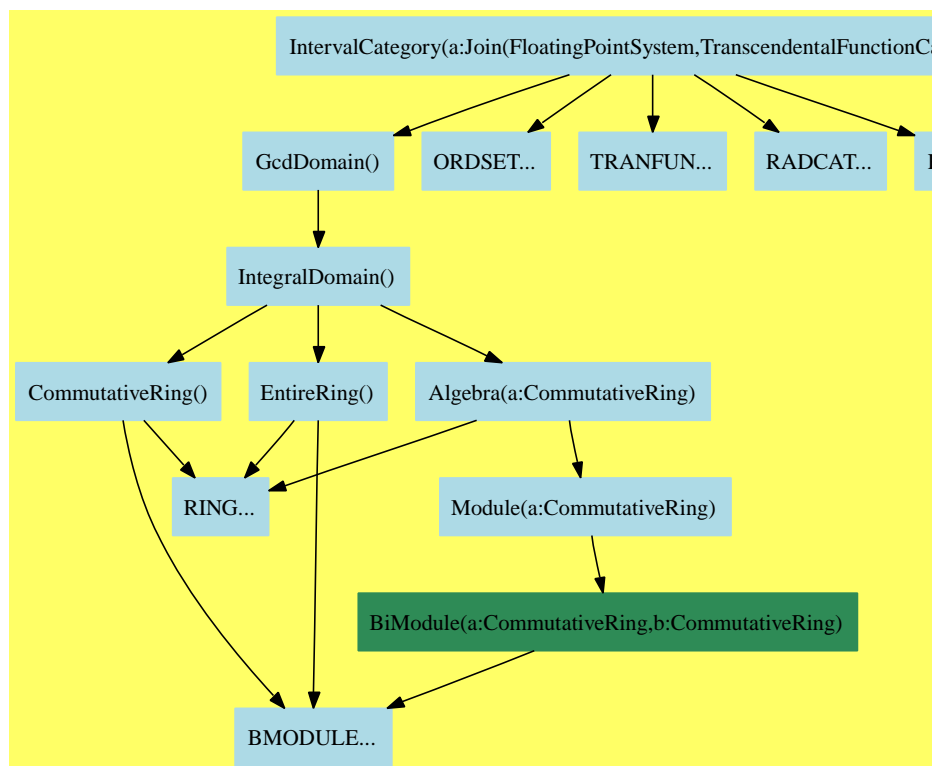 IntervalCategory(a:Join(FloatingPointSystem,TranscendentalFunctionCa
GcdDomain()
ORDSET...
TRANFUN...
RADCAT...
IntegralDomain()
CommutativeRing()
EntireRing()
Algebra(a:CommutativeRing)
RING...
Module(a:CommutativeRing)
BiModule(a:CommutativeRing,b:CommutativeRing)
BMODULE...